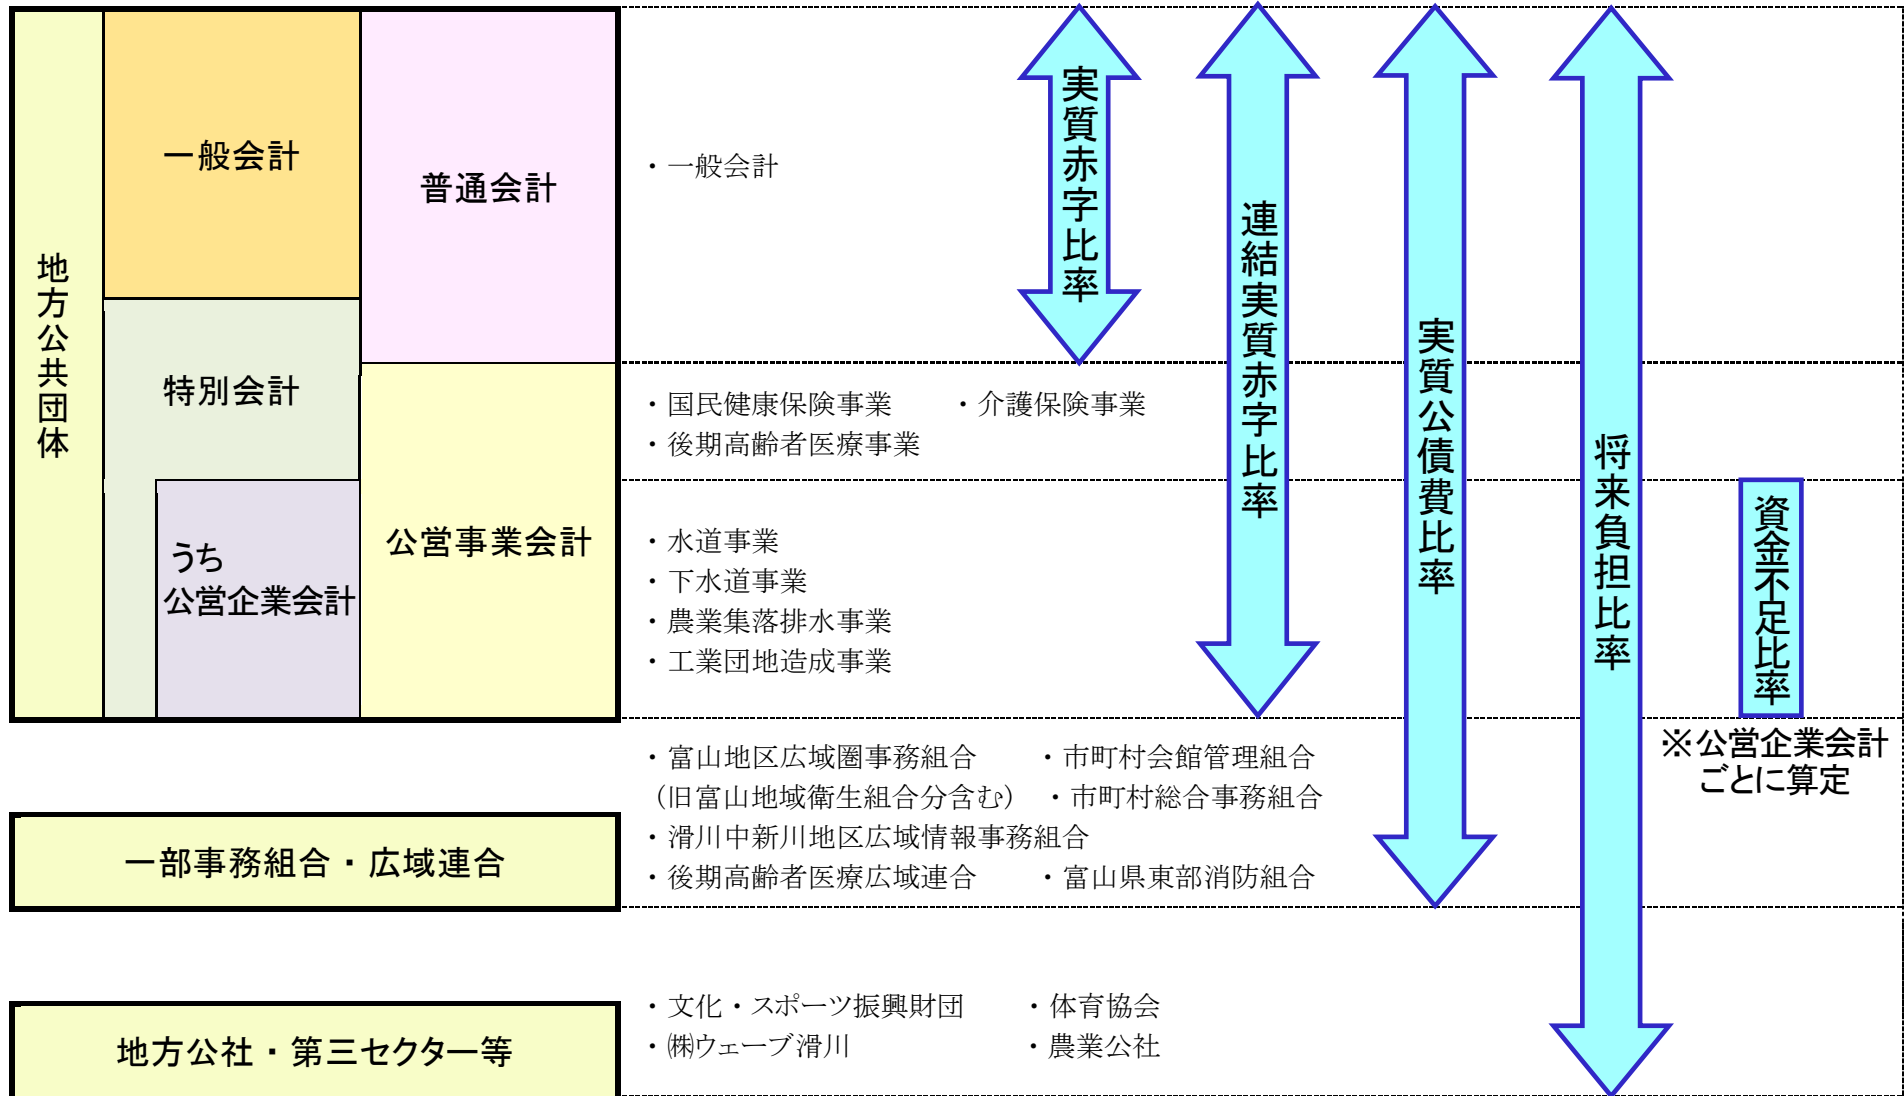 地方公共団体
一般会計
普通会計
・一般会計
特別会計
・国民健康保険事業　・介護保険事業
・後期高齢者医療事業
うち
公営企業会計
公営事業会計
・水道事業
・下水道事業
・農業集落排水事業
・工業団地造成事業
一部事務組合・広域連合
・富山地区広域圏事務組合　・市町村会館管理組合
（旧富山地域衛生組合分含む）　・市町村総合事務組合
・滑川中新川地区広域情報事務組合
・後期高齢者医療広域連合　・富山県東部消防組合
地方公社・第三セクター等
・文化・スポーツ振興財団　・体育協会
・㈱ウェーブ滑川　・農業公社
実質赤字比率
連結実質赤字比率
実質公債費比率
将来負担比率
資金不足比率
※公営企業会計
ごとに算定